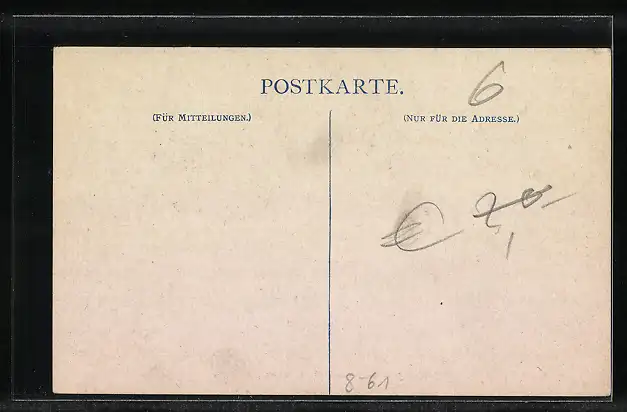 POSTKARTE.
6
(FÜR MITTEILUNGEN.)
(NUR FÜR DIE ADRESSE.)
€
8-61